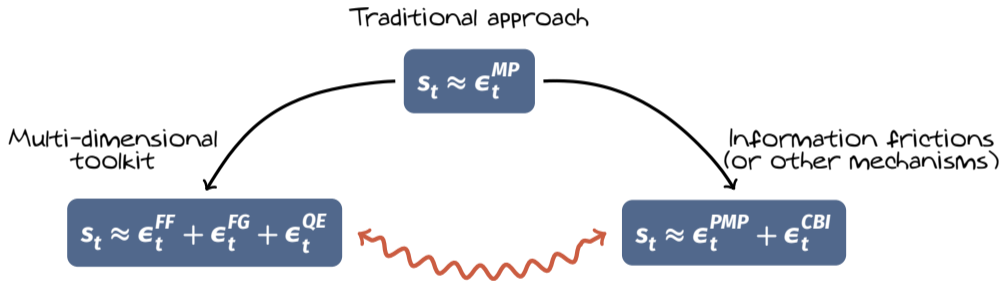 Traditional approach
s_t ≈ ϵ_t^MP
Multi-dimensional
toolkit
Information frictions
(or other mechanisms)
s_t ≈ ϵ_t^FF + ϵ_t^FG + ϵ_t^QE
s_t ≈ ϵ_t^PMP + ϵ_t^CBI